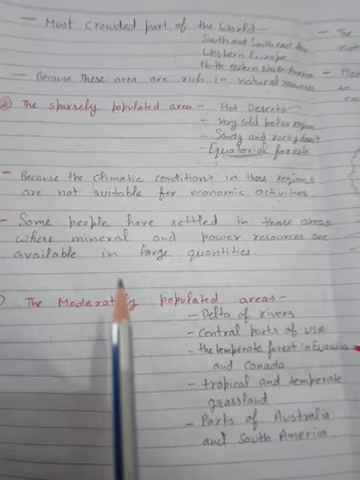 — Most crowded part of the World —
South and South east Asia
Western Europe
North eastern North America
— Because these area are rich in natural resources
The sparsely populated area — Hot Deserts
— Very cold polar region
— Sandy and rocky desert
— Equatorial forests
— Because the climatic conditions in those regions
are not suitable for economic activities.
— Some people have settled in these areas
where mineral and power resources are
available in large quantities.
The Moderately populated areas —
— Delta of rivers
— Central parts of USA
— the temperate forest in Eurasia
and Canada
— tropical and temperate
grassland
— Parts of Australia
and South America
— The